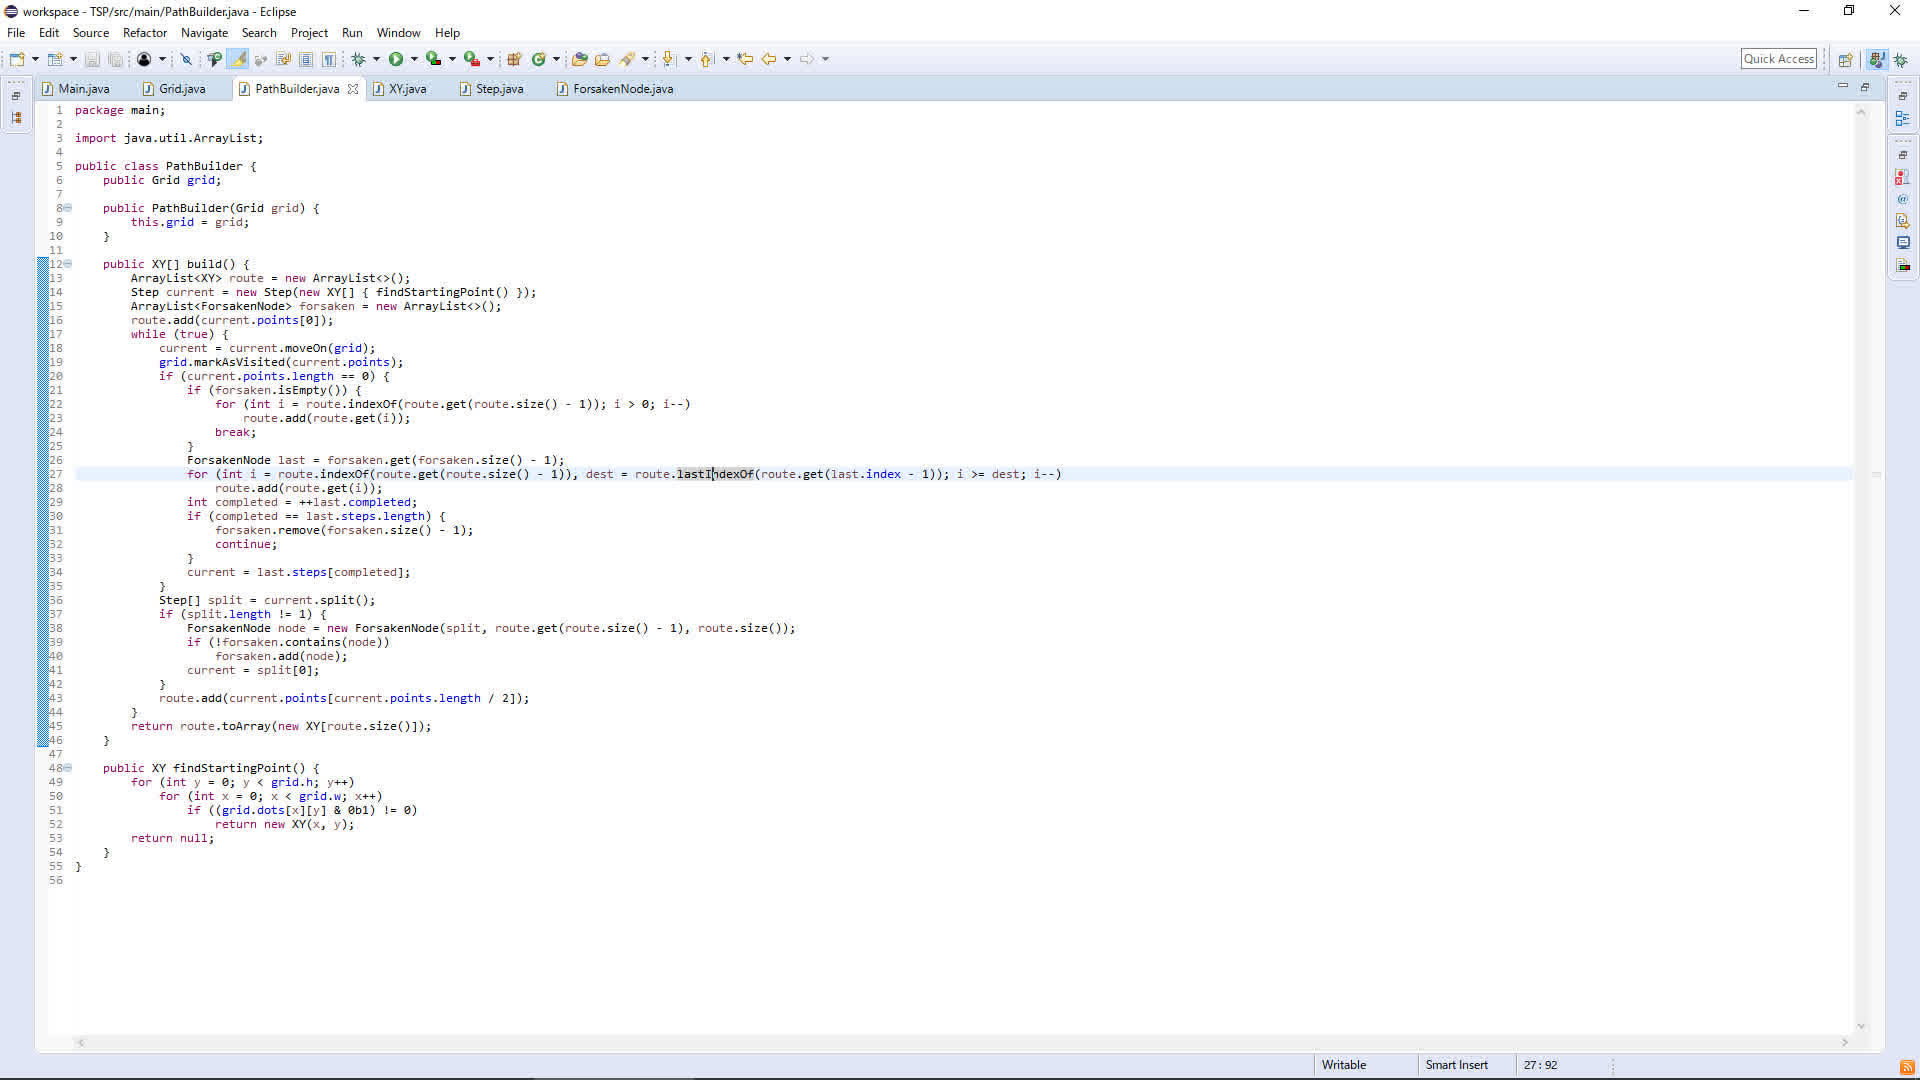 workspace - TSP/src/main/PathBuilder.java - Eclipse
File Edit Source Refactor Navigate Search Project Run Window Help
Quick Access
Main.java Grid.java PathBuilder.java XY.java Step.java ForsakenNode.java
1 package main;
2
3 import java.util.ArrayList;
4
5 public class PathBuilder {
6     public Grid grid;
7
8     public PathBuilder(Grid grid) {
9         this.grid = grid;
10     }
11
12     public XY[] build() {
13         ArrayList<XY> route = new ArrayList<>();
14         Step current = new Step(new XY[] { findStartingPoint() });
15         ArrayList<ForsakenNode> forsaken = new ArrayList<>();
16         route.add(current.points[0]);
17         while (true) {
18             current = current.moveOn(grid);
19             grid.markAsVisited(current.points);
20             if (current.points.length == 0) {
21                 if (forsaken.isEmpty()) {
22                     for (int i = route.indexOf(route.get(route.size() - 1)); i > 0; i--)
23                         route.add(route.get(i));
24                     break;
25                 }
26                 ForsakenNode last = forsaken.get(forsaken.size() - 1);
27                 for (int i = route.indexOf(route.get(route.size() - 1)), dest = route.lastIndexOf(route.get(last.index - 1)); i >= dest; i--)
28                     route.add(route.get(i));
29                 int completed = ++last.completed;
30                 if (completed == last.steps.length) {
31                     forsaken.remove(forsaken.size() - 1);
32                     continue;
33                 }
34                 current = last.steps[completed];
35             }
36             Step[] split = current.split();
37             if (split.length != 1) {
38                 ForsakenNode node = new ForsakenNode(split, route.get(route.size() - 1), route.size());
39                 if (!forsaken.contains(node))
40                     forsaken.add(node);
41                 current = split[0];
42             }
43             route.add(current.points[current.points.length / 2]);
44         }
45         return route.toArray(new XY[route.size()]);
46     }
47
48     public XY findStartingPoint() {
49         for (int y = 0; y < grid.h; y++)
50             for (int x = 0; x < grid.w; x++)
51                 if ((grid.dots[x][y] & 0b1) != 0)
52                     return new XY(x, y);
53         return null;
54     }
55 }
56
Writable Smart Insert 27 : 92